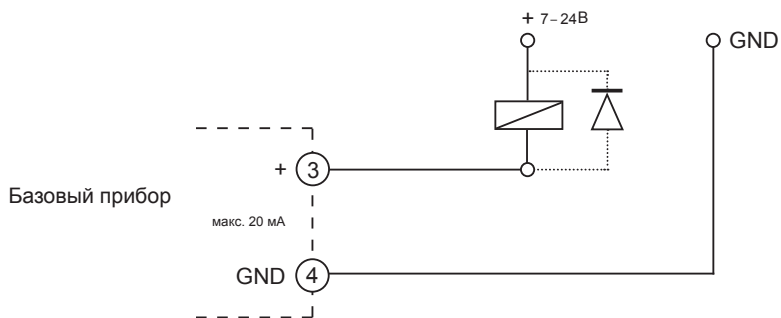 + 7–24В
GND
+ 3
Базовый прибор
макс. 20 мА
GND 4